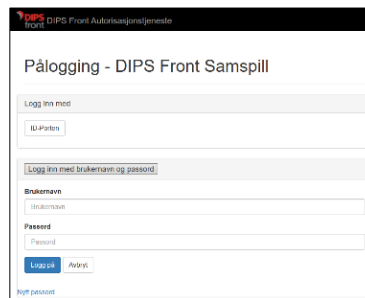 DIPS front DIPS Front Autorisasjonstjeneste
Pålogging - DIPS Front Samspill
Logg inn med
ID-Porten
Logg inn med brukernavn og passord
Brukernavn
Brukernavn
Passord
Passord
Logg på Avbryt
Nytt passord